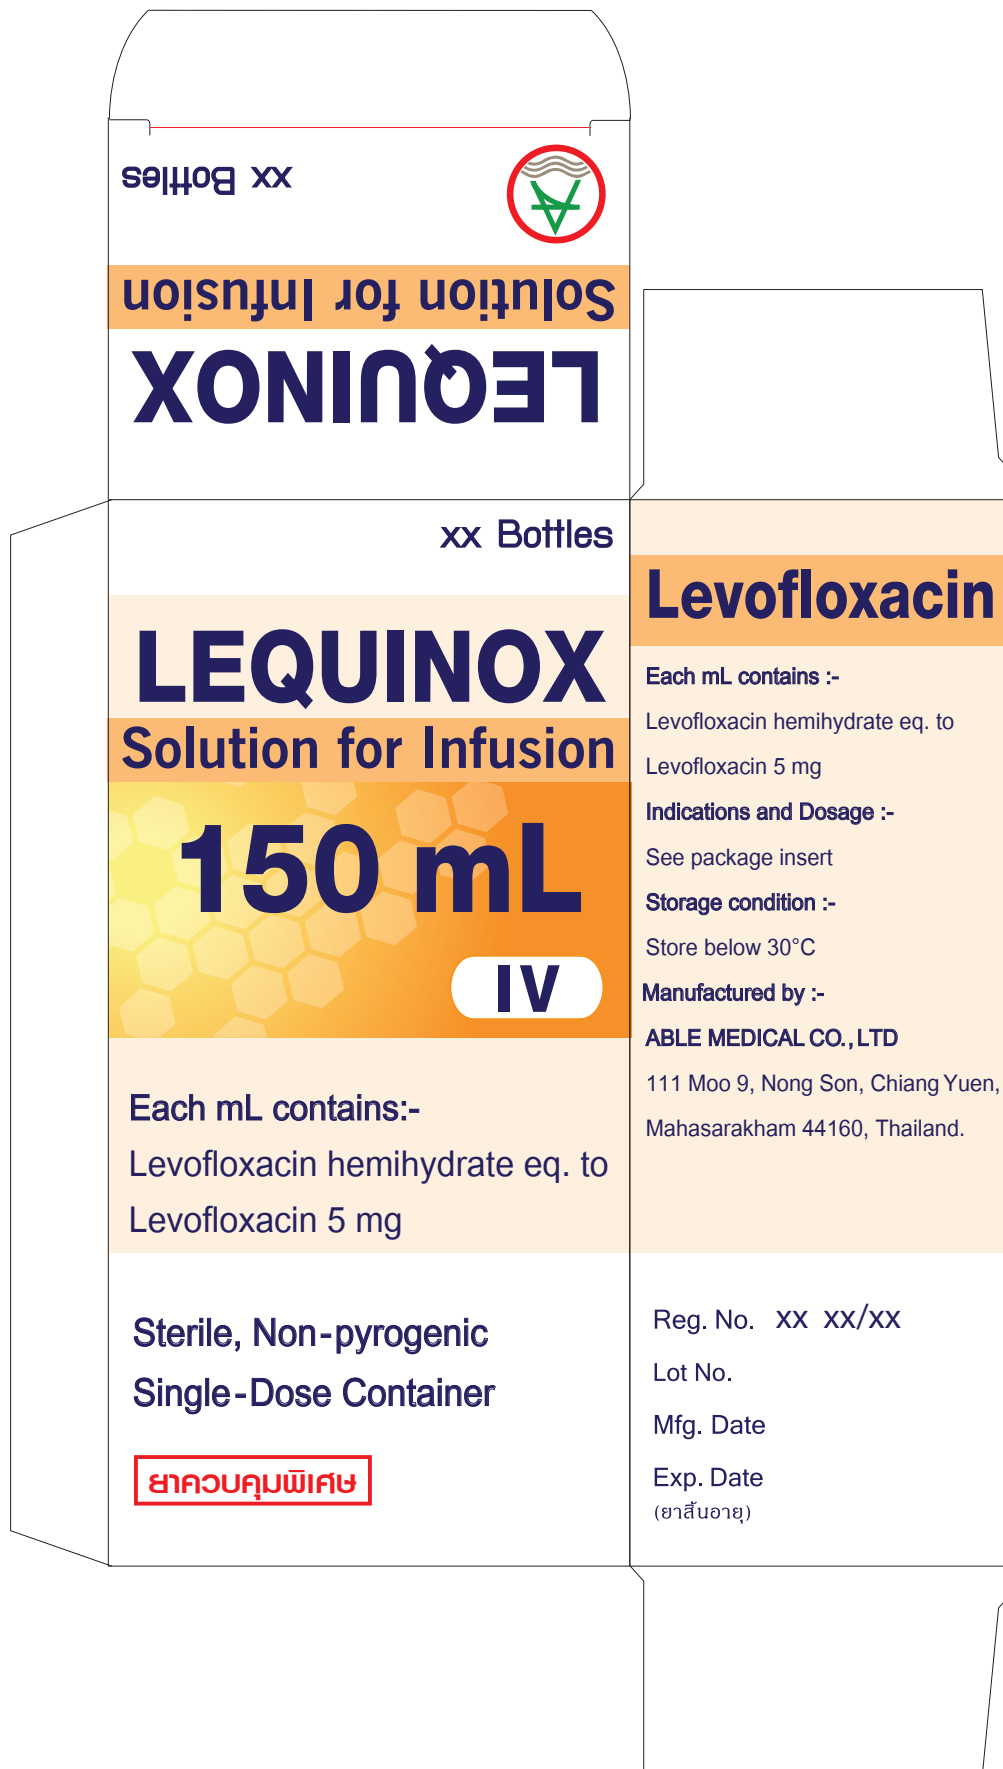 xx Bottles
Solution for Infusion
LEQUINOX
xx Bottles
LEQUINOX
Solution for Infusion
150 mL
IV
Each mL contains:-
Levofloxacin hemihydrate eq. to
Levofloxacin 5 mg
Sterile, Non-pyrogenic
Single-Dose Container
ยาควบคุมพิเศษ
Levofloxacin
Each mL contains :-
Levofloxacin hemihydrate eq. to
Levofloxacin 5 mg
Indications and Dosage :-
See package insert
Storage condition :-
Store below 30°C
Manufactured by :-
ABLE MEDICAL CO., LTD
111 Moo 9, Nong Son, Chiang Yuen,
Mahasarakham 44160, Thailand.
Reg. No. xx xx/xx
Lot No.
Mfg. Date
Exp. Date
(ยาสิ้นอายุ)